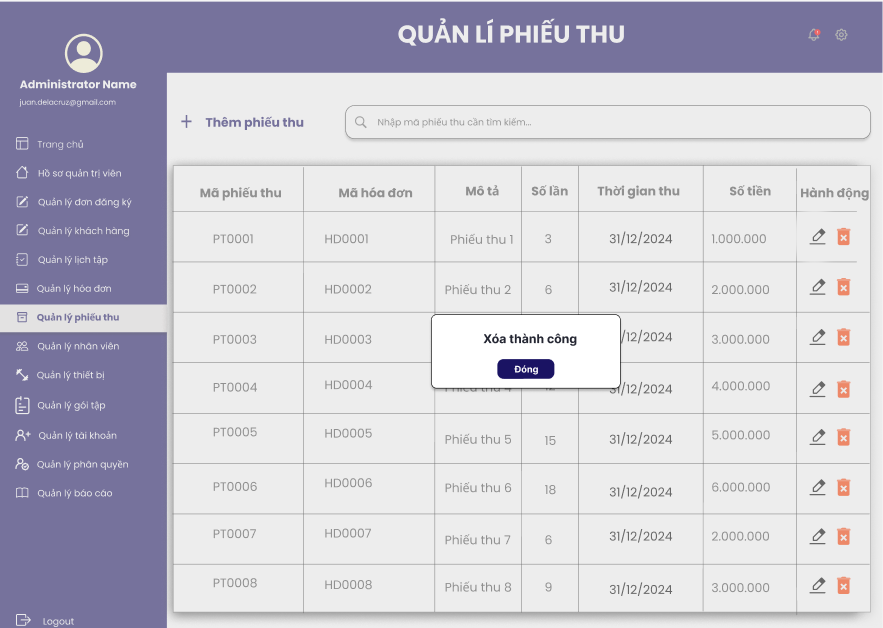 QUẢN LÍ PHIẾU THU
Administrator Name
juan.delacruz@gmail.com
Trang chủ
Hồ sơ quản trị viên
Quản lý đơn đăng ký
Quản lý khách hàng
Quản lý lịch tập
Quản lý hóa đơn
Quản lý phiếu thu
Quản lý nhân viên
Quản lý thiết bị
Quản lý gói tập
Quản lý tài khoản
Quản lý phân quyền
Quản lý báo cáo
Logout
+ Thêm phiếu thu
Nhập mã phiếu thu cần tìm kiếm...
Mã phiếu thu Mã hóa đơn Mô tả Số lần Thời gian thu Số tiền Hành động
PT0001 HD0001 Phiếu thu 1 3 31/12/2024 1.000.000
PT0002 HD0002 Phiếu thu 2 6 31/12/2024 2.000.000
PT0003 HD0003 /12/2024 3.000.000
Xóa thành công
Đóng
PT0004 HD0004 Phiếu thu 4 12 31/12/2024 4.000.000
PT0005 HD0005 Phiếu thu 5 15 31/12/2024 5.000.000
PT0006 HD0006 Phiếu thu 6 18 31/12/2024 6.000.000
PT0007 HD0007 Phiếu thu 7 6 31/12/2024 2.000.000
PT0008 HD0008 Phiếu thu 8 9 31/12/2024 3.000.000